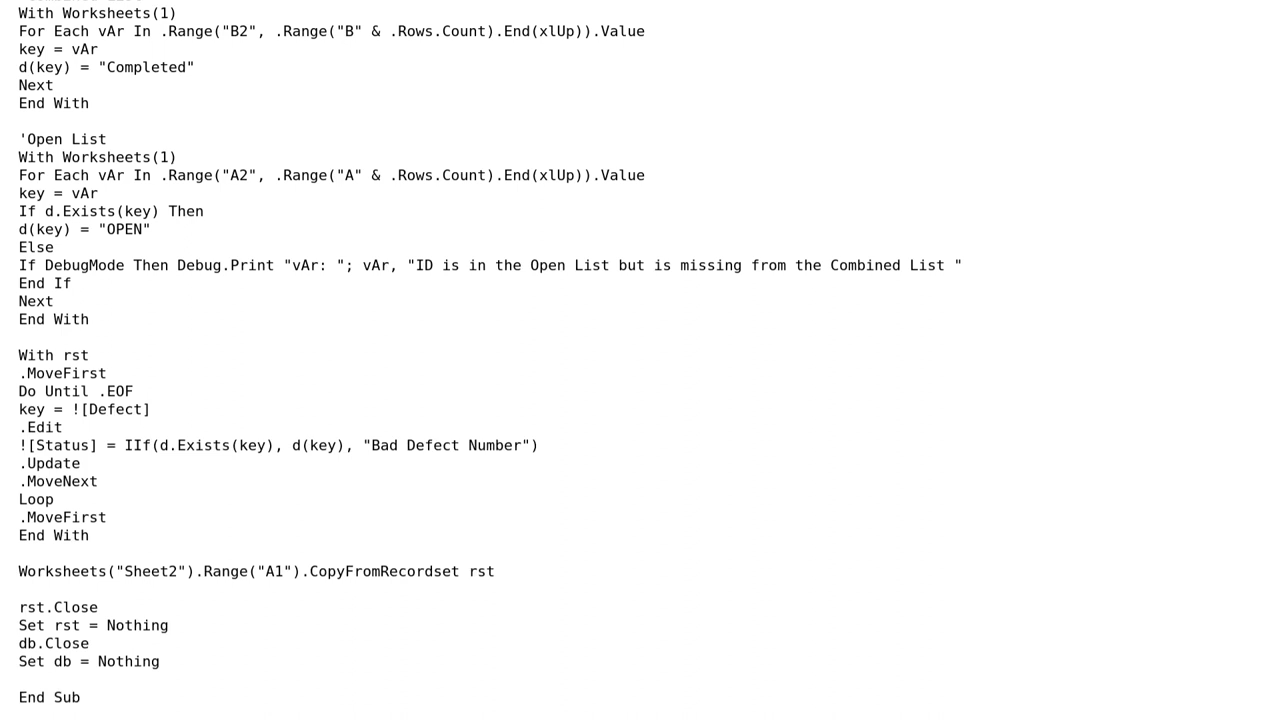 With Worksheets(1)
For Each vAr In .Range("B2", .Range("B" & .Rows.Count).End(xlUp)).Value
key = vAr
d(key) = "Completed"
Next
End With

'Open List
With Worksheets(1)
For Each vAr In .Range("A2", .Range("A" & .Rows.Count).End(xlUp)).Value
key = vAr
If d.Exists(key) Then
d(key) = "OPEN"
Else
If DebugMode Then Debug.Print "vAr: "; vAr, "ID is in the Open List but is missing from the Combined List "
End If
Next
End With

With rst
.MoveFirst
Do Until .EOF
key = ![Defect]
.Edit
![Status] = IIf(d.Exists(key), d(key), "Bad Defect Number")
.Update
.MoveNext
Loop
.MoveFirst
End With

Worksheets("Sheet2").Range("A1").CopyFromRecordset rst

rst.Close
Set rst = Nothing
db.Close
Set db = Nothing

End Sub